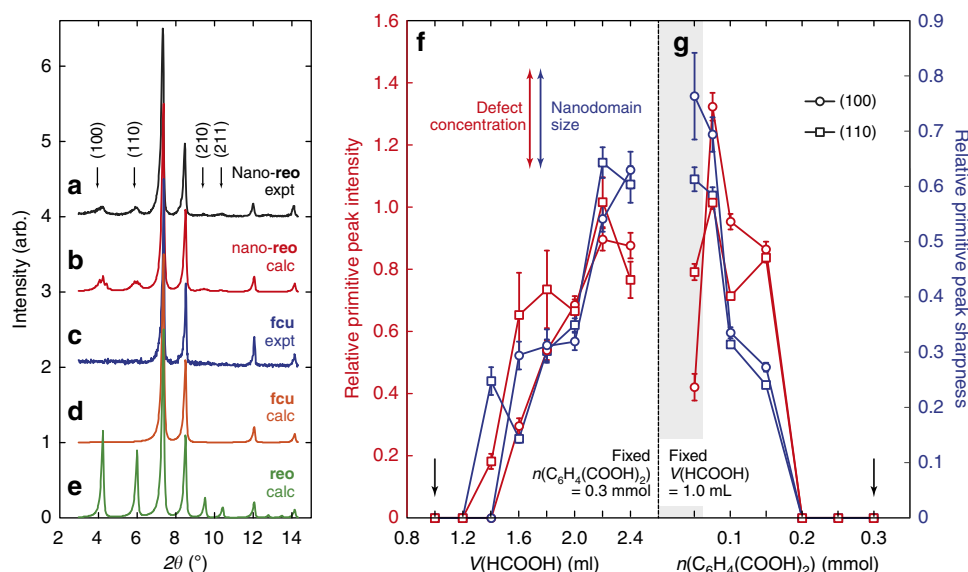 6
5
4
3
2
1
0
Intensity (arb.)
4
6
8
10
12
14
2θ (°)
(100)
(110)
(210)
(211)
a
Nano-reo
expt
b
nano-reo
calc
c
fcu
expt
d
fcu
calc
e
reo
calc
f
1.6
1.4
1.2
1.0
0.8
0.6
0.4
0.2
0
Relative primitive peak intensity
Defect
concentration
Nanodomain
size
Fixed
n(C₆H₄(COOH)₂)
= 0.3 mmol
0.8
1.2
1.6
2.0
2.4
V(HCOOH) (ml)
g
(100)
(110)
Fixed
V(HCOOH)
= 1.0 mL
0.1
0.2
0.3
n(C₆H₄(COOH)₂) (mmol)
0.9
0.8
0.7
0.6
0.5
0.4
0.3
0.2
0.1
0
Relative primitive peak sharpness